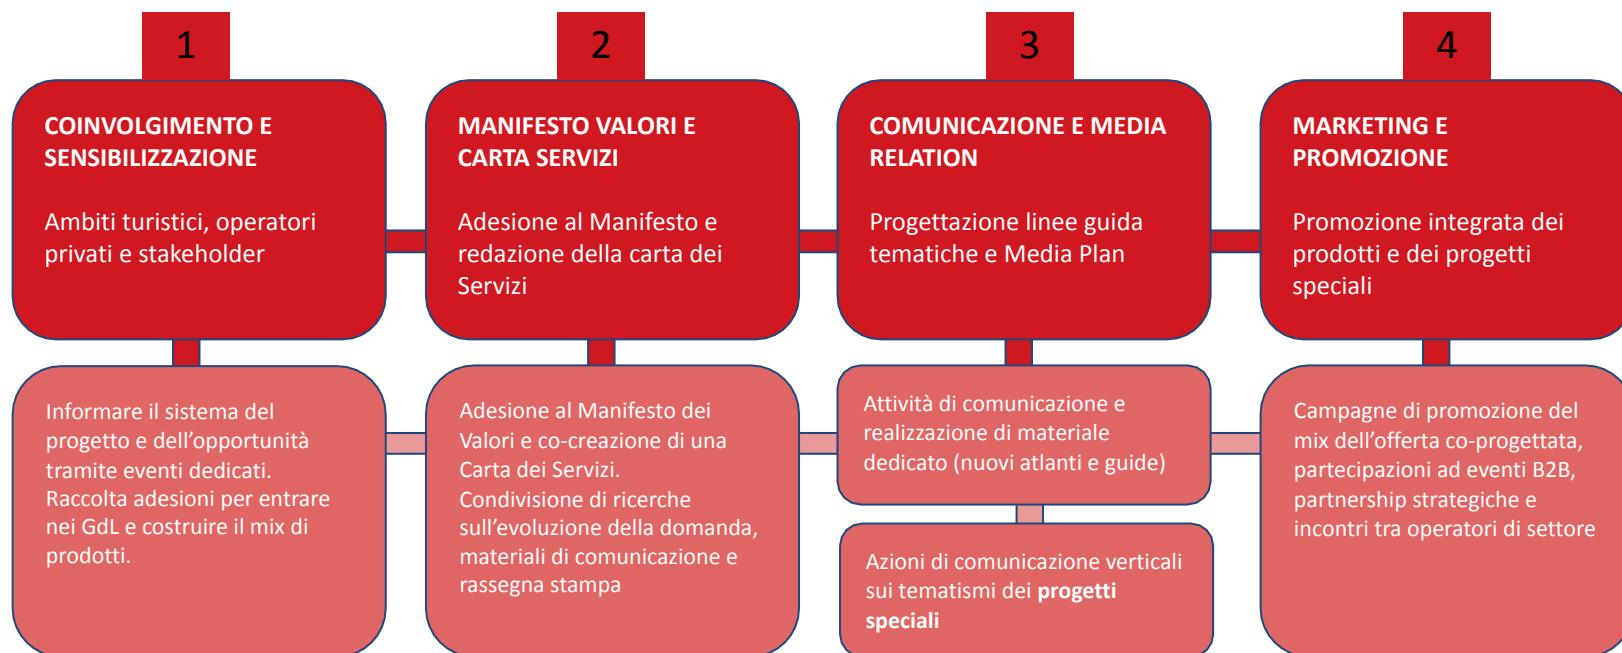 1
COINVOLGIMENTO E
SENSIBILIZZAZIONE
Ambiti turistici, operatori
privati e stakeholder
Informare il sistema del
progetto e dell'opportunità
tramite eventi dedicati.
Raccolta adesioni per entrare
nei GdL e costruire il mix di
prodotti.
2
MANIFESTO VALORI E
CARTA SERVIZI
Adesione al Manifesto e
redazione della carta dei
Servizi
Adesione al Manifesto dei
Valori e co-creazione di una
Carta dei Servizi.
Condivisione di ricerche
sull'evoluzione della domanda,
materiali di comunicazione e
rassegna stampa
3
COMUNICAZIONE E MEDIA
RELATION
Progettazione linee guida
tematiche e Media Plan
Attività di comunicazione e
realizzazione di materiale
dedicato (nuovi atlanti e guide)
Azioni di comunicazione verticali
sui tematismi dei progetti
speciali
4
MARKETING E
PROMOZIONE
Promozione integrata dei
prodotti e dei progetti
speciali
Campagne di promozione del
mix dell'offerta co-progettata,
partecipazioni ad eventi B2B,
partnership strategiche e
incontri tra operatori di settore